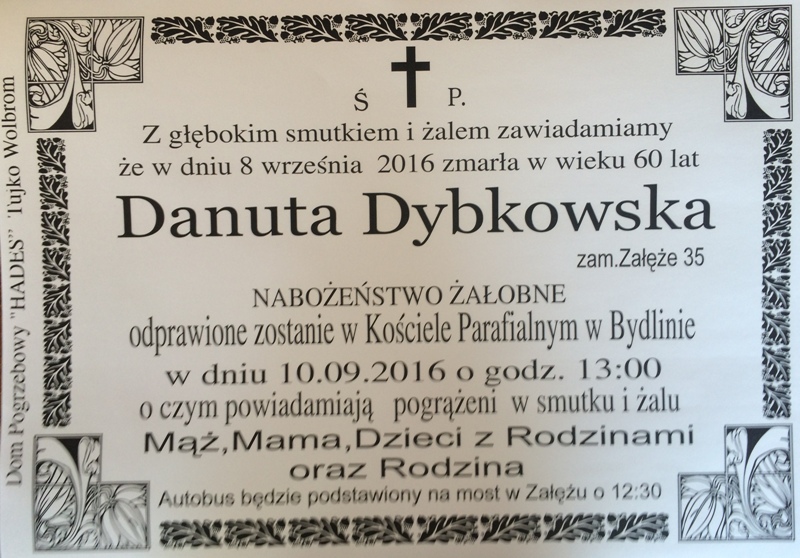 Ś P.
Z głębokim smutkiem i żalem zawiadamiamy
że w dniu 8 września 2016 zmarła w wieku 60 lat
Danuta Dybkowska
zam.Załęże 35
NABOŻEŃSTWO ŻAŁOBNE
odprawione zostanie w Kościele Parafialnym w Bydlinie
w dniu 10.09.2016 o godz. 13:00
o czym powiadamiają pogrążeni w smutku i żalu
Mąż,Mama,Dzieci z Rodzinami
oraz Rodzina
Autobus będzie podstawiony na most w Załężu o 12:30
Dom Pogrzebowy "HADES" Tujko Wolbrom